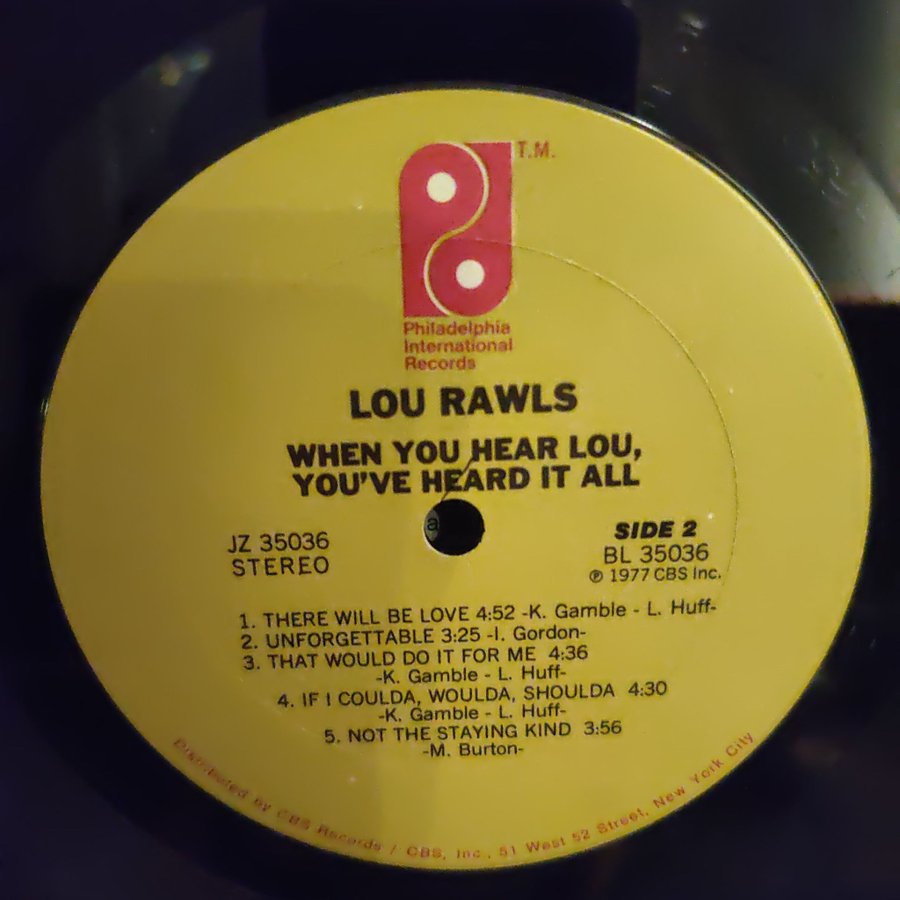 T.M.
Philadelphia
International
Records
LOU RAWLS
WHEN YOU HEAR LOU,
YOU'VE HEARD IT ALL
JZ 35036
STEREO
SIDE 2
BL 35036
℗ 1977 CBS Inc.
1. THERE WILL BE LOVE 4:52 -K. Gamble - L. Huff-
2. UNFORGETTABLE 3:25 -I. Gordon-
3. THAT WOULD DO IT FOR ME 4:36
-K. Gamble - L. Huff-
4. IF I COULDA, WOULDA, SHOULDA 4:30
-K. Gamble - L. Huff-
5. NOT THE STAYING KIND 3:56
-M. Burton-
Distributed by CBS Records / CBS, Inc., 51 West 52 Street, New York City